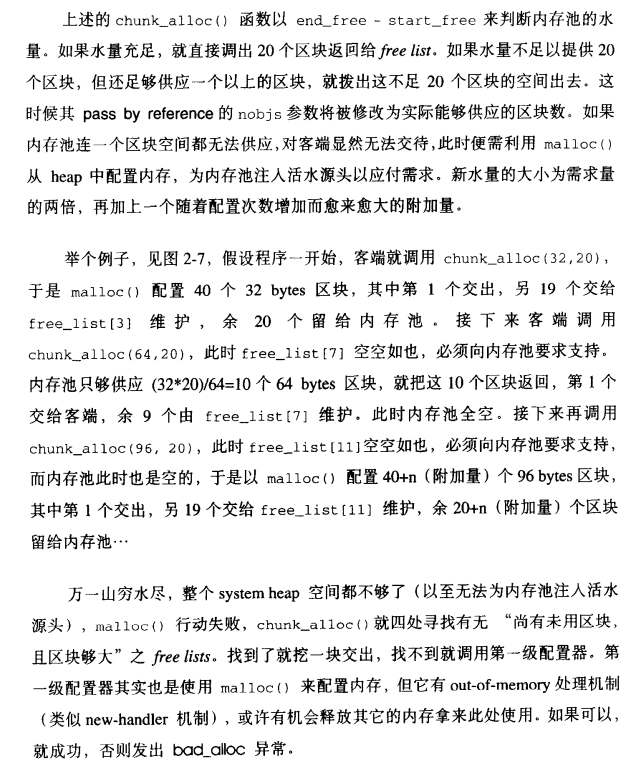 上述的 chunk_alloc() 函数以 end_free - start_free 来判断内存池的水
量。如果水量充足，就直接调出 20 个区块返回给 free list。如果水量不足以提供 20
个区块，但还足够供应一个以上的区块，就拨出这不足 20 个区块的空间出去。这
时候其 pass by reference 的 nobjs 参数将被修改为实际能够供应的区块数。如果
内存池连一个区块空间都无法供应，对客端显然无法交待，此时便需利用 malloc()
从 heap 中配置内存，为内存池注入活水源头以应付需求。新水量的大小为需求量
的两倍，再加上一个随着配置次数增加而愈来愈大的附加量。
举个例子，见图 2-7，假设程序一开始，客端就调用 chunk_alloc(32,20)，
于是 malloc() 配置 40 个 32 bytes 区块，其中第 1 个交出，另 19 个交给
free_list[3] 维护，余 20 个留给内存池。接下来客端调用
chunk_alloc(64,20)，此时 free_list[7] 空空如也，必须向内存池要求支持。
内存池只够供应 (32*20)/64=10 个 64 bytes 区块，就把这 10 个区块返回，第 1 个
交给客端，余 9 个由 free_list[7] 维护。此时内存池全空。接下来再调用
chunk_alloc(96, 20)，此时 free_list[11]空空如也，必须向内存池要求支持，
而内存池此时也是空的，于是以 malloc() 配置 40+n（附加量）个 96 bytes 区块，
其中第 1 个交出，另 19 个交给 free_list[11] 维护，余 20+n（附加量）个区块
留给内存池…
万一山穷水尽，整个 system heap 空间都不够了（以至无法为内存池注入活水
源头），malloc() 行动失败，chunk_alloc()就四处寻找有无 “尚有未用区块，
且区块够大”之 free lists。找到了就挖一块交出，找不到就调用第一级配置器。第
一级配置器其实也是使用 malloc() 来配置内存，但它有 out-of-memory 处理机制
（类似 new-handler 机制），或许有机会释放其它的内存拿来此处使用。如果可以，
就成功，否则发出 bad_alloc 异常。